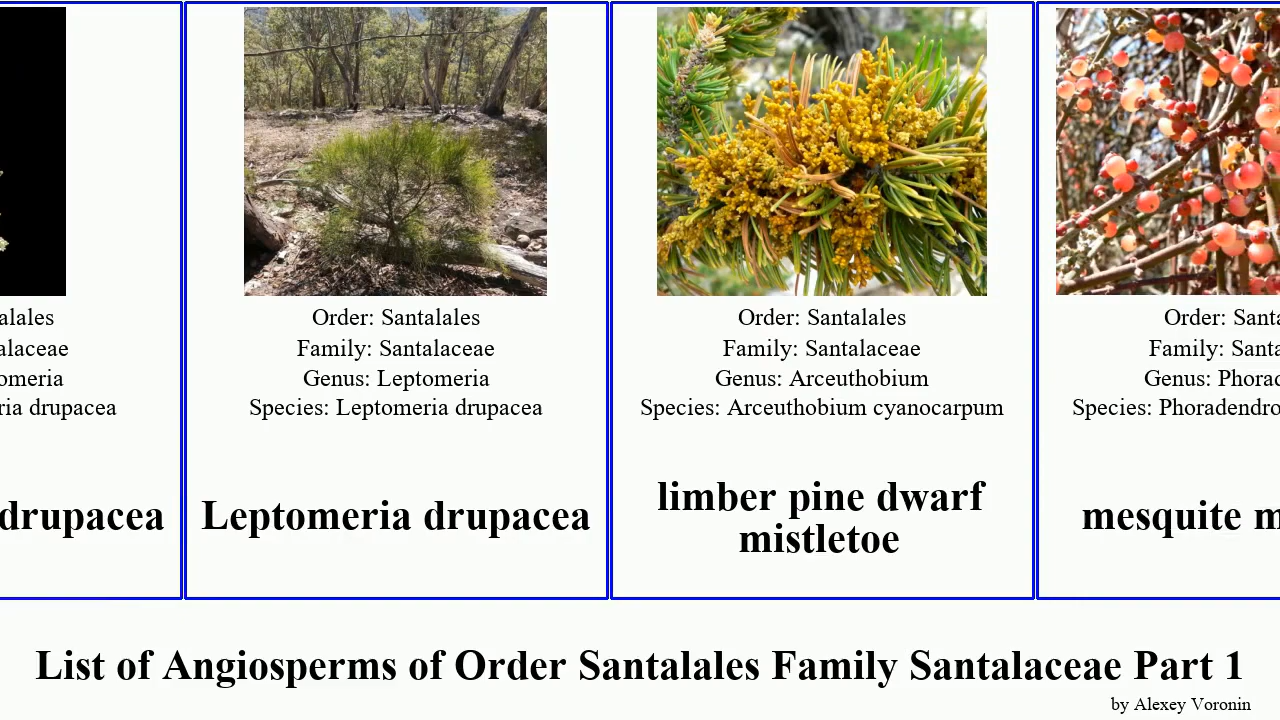 alales
alaceae
omeria
ria drupacea
drupacea
Order: Santalales
Family: Santalaceae
Genus: Leptomeria
Species: Leptomeria drupacea
Leptomeria drupacea
Order: Santalales
Family: Santalaceae
Genus: Arceuthobium
Species: Arceuthobium cyanocarpum
limber pine dwarf
mistletoe
Order: Santa
Family: Santa
Genus: Phorad
Species: Phoradendro
mesquite m
List of Angiosperms of Order Santalales Family Santalaceae Part 1
by Alexey Voronin